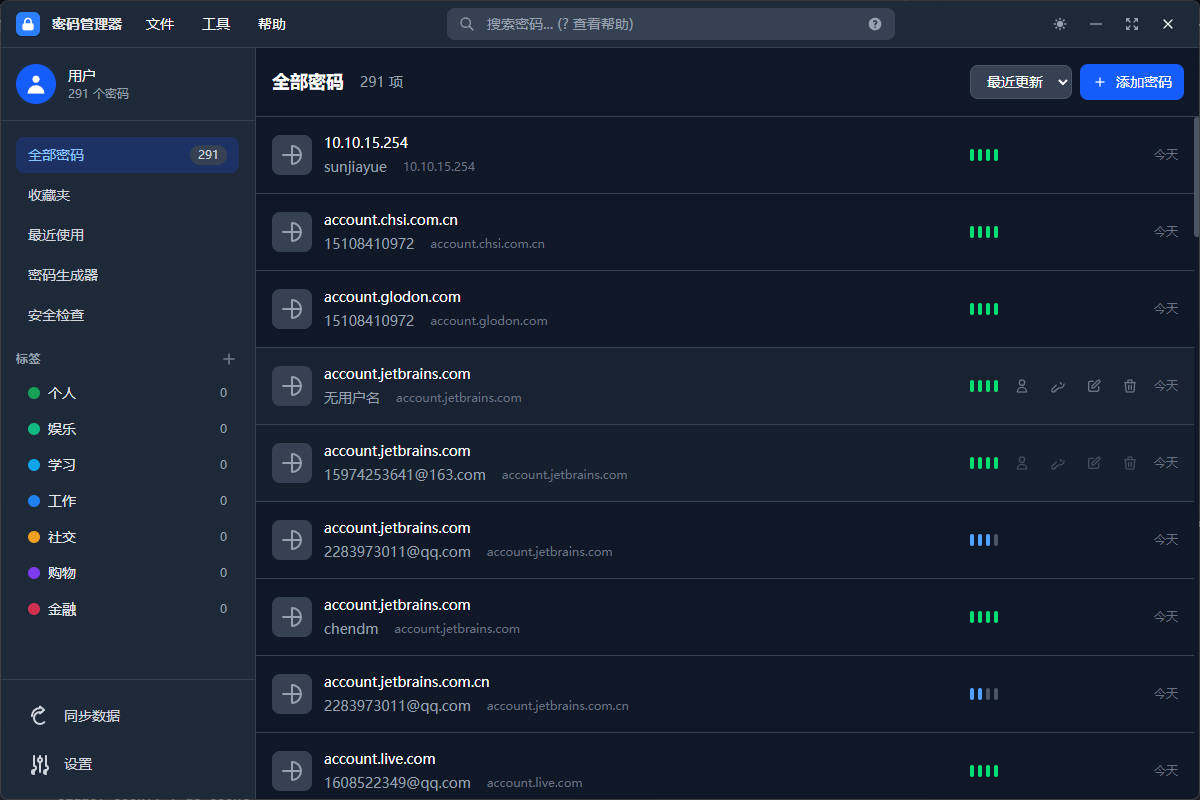 密码管理器 文件 工具 帮助 搜索密码... (? 查看帮助) ?
用户
291 个密码
全部密码 291
收藏夹
最近使用
密码生成器
安全检查
标签 +
个人 0
娱乐 0
学习 0
工作 0
社交 0
购物 0
金融 0
同步数据
设置
全部密码 291 项 最近更新 + 添加密码
10.10.15.254
sunjiayue 10.10.15.254 今天
account.chsi.com.cn
15108410972 account.chsi.com.cn 今天
account.glodon.com
15108410972 account.glodon.com 今天
account.jetbrains.com
无用户名 account.jetbrains.com 今天
account.jetbrains.com
15974253641@163.com account.jetbrains.com 今天
account.jetbrains.com
2283973011@qq.com account.jetbrains.com 今天
account.jetbrains.com
chendm account.jetbrains.com 今天
account.jetbrains.com.cn
2283973011@qq.com account.jetbrains.com.cn 今天
account.live.com
1608522349@qq.com account.live.com 今天